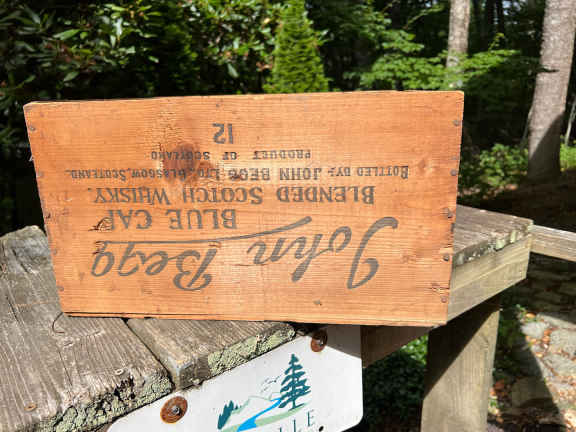 John Begg
BLUE CAP
BLENDED SCOTCH WHISKY.
BOTTLED BY:- JOHN BEGG LTD., GLASGOW, SCOTLAND.
PRODUCT OF SCOTLAND
12